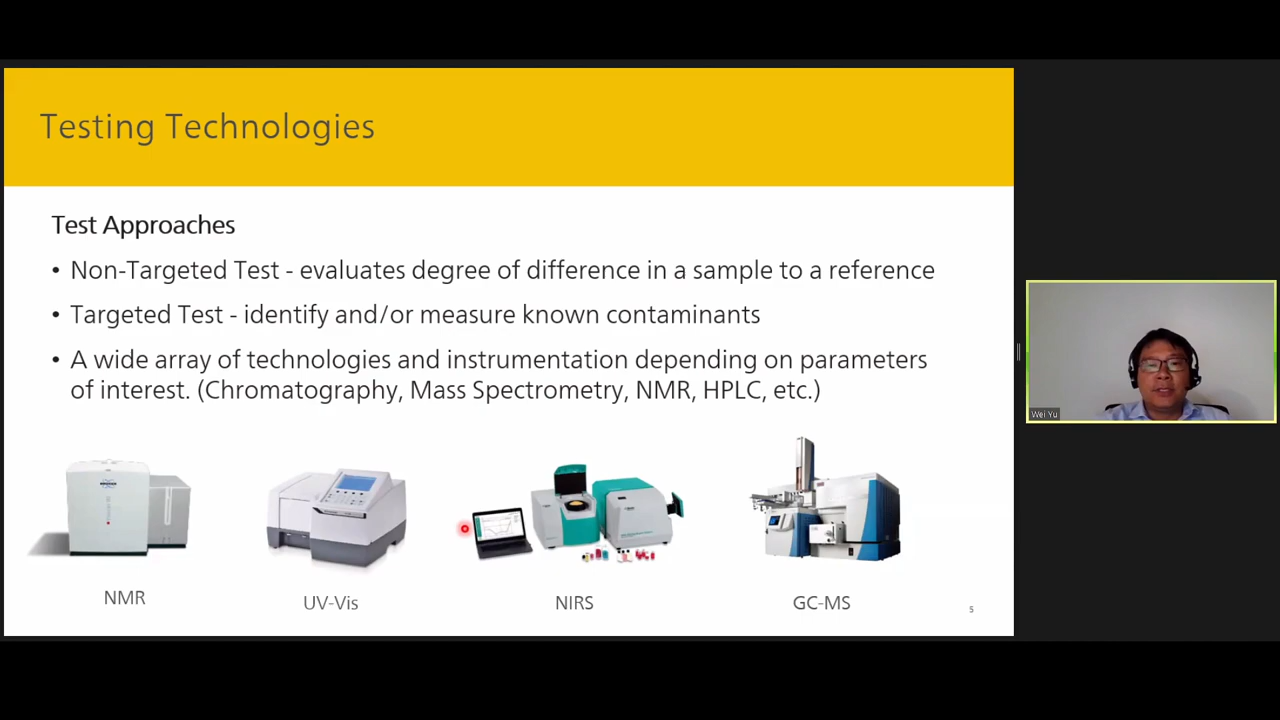 Testing Technologies
Test Approaches
• Non-Targeted Test - evaluates degree of difference in a sample to a reference
• Targeted Test - identify and/or measure known contaminants
• A wide array of technologies and instrumentation depending on parameters
of interest. (Chromatography, Mass Spectrometry, NMR, HPLC, etc.)
Wei Yu
NMR
UV-Vis
NIRS
GC-MS
5